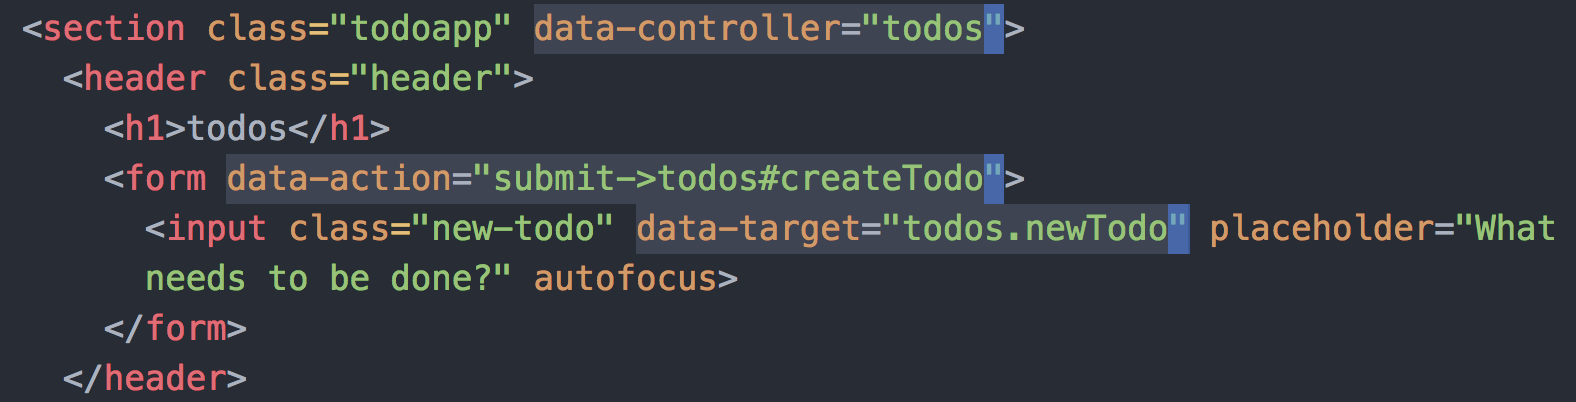 <section class="todoapp" data-controller="todos">
<header class="header">
<h1>todos</h1>
<form data-action="submit->todos#createTodo">
<input class="new-todo" data-target="todos.newTodo" placeholder="What
needs to be done?" autofocus>
</form>
</header>